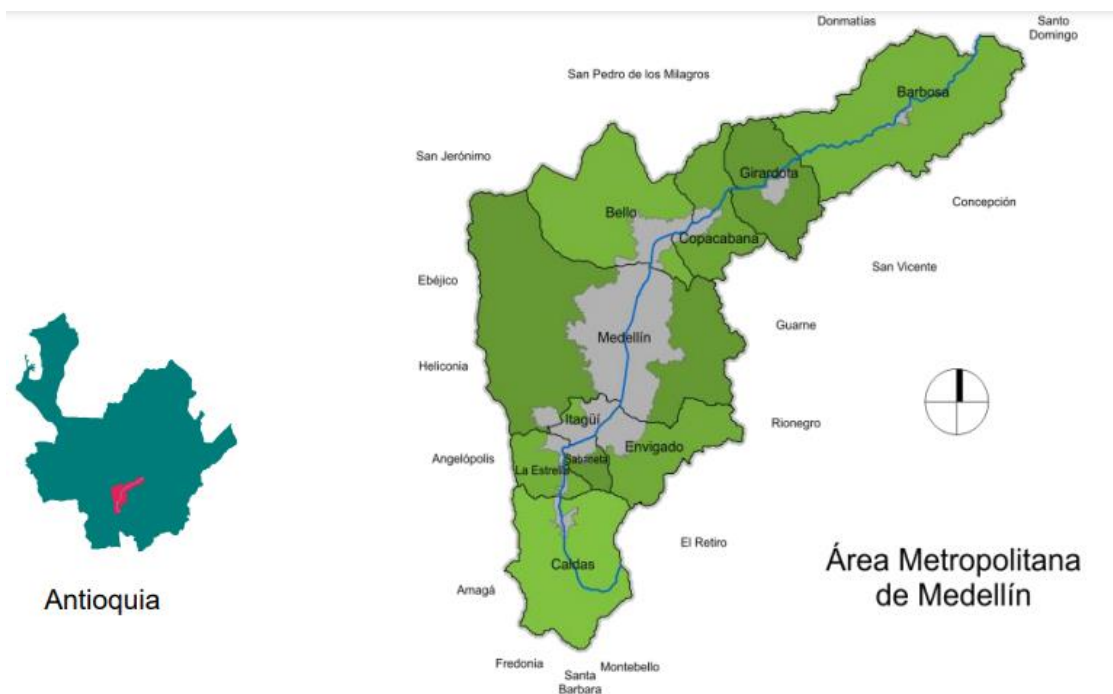 Donmatías
Santo
Domingo
San Pedro de los Milagros
Barbosa
San Jerónimo
Girardota
Concepción
Bello
Copacabana
San Vicente
Ebéjico
Guarne
Medellín
Heliconia
Itagüí
Rionegro
Envigado
Angelópolis
La Estrella
Sabaneta
El Retiro
Caldas
Amagá
Antioquia
Área Metropolitana
de Medellín
Fredonia
Santa
Barbara
Montebello